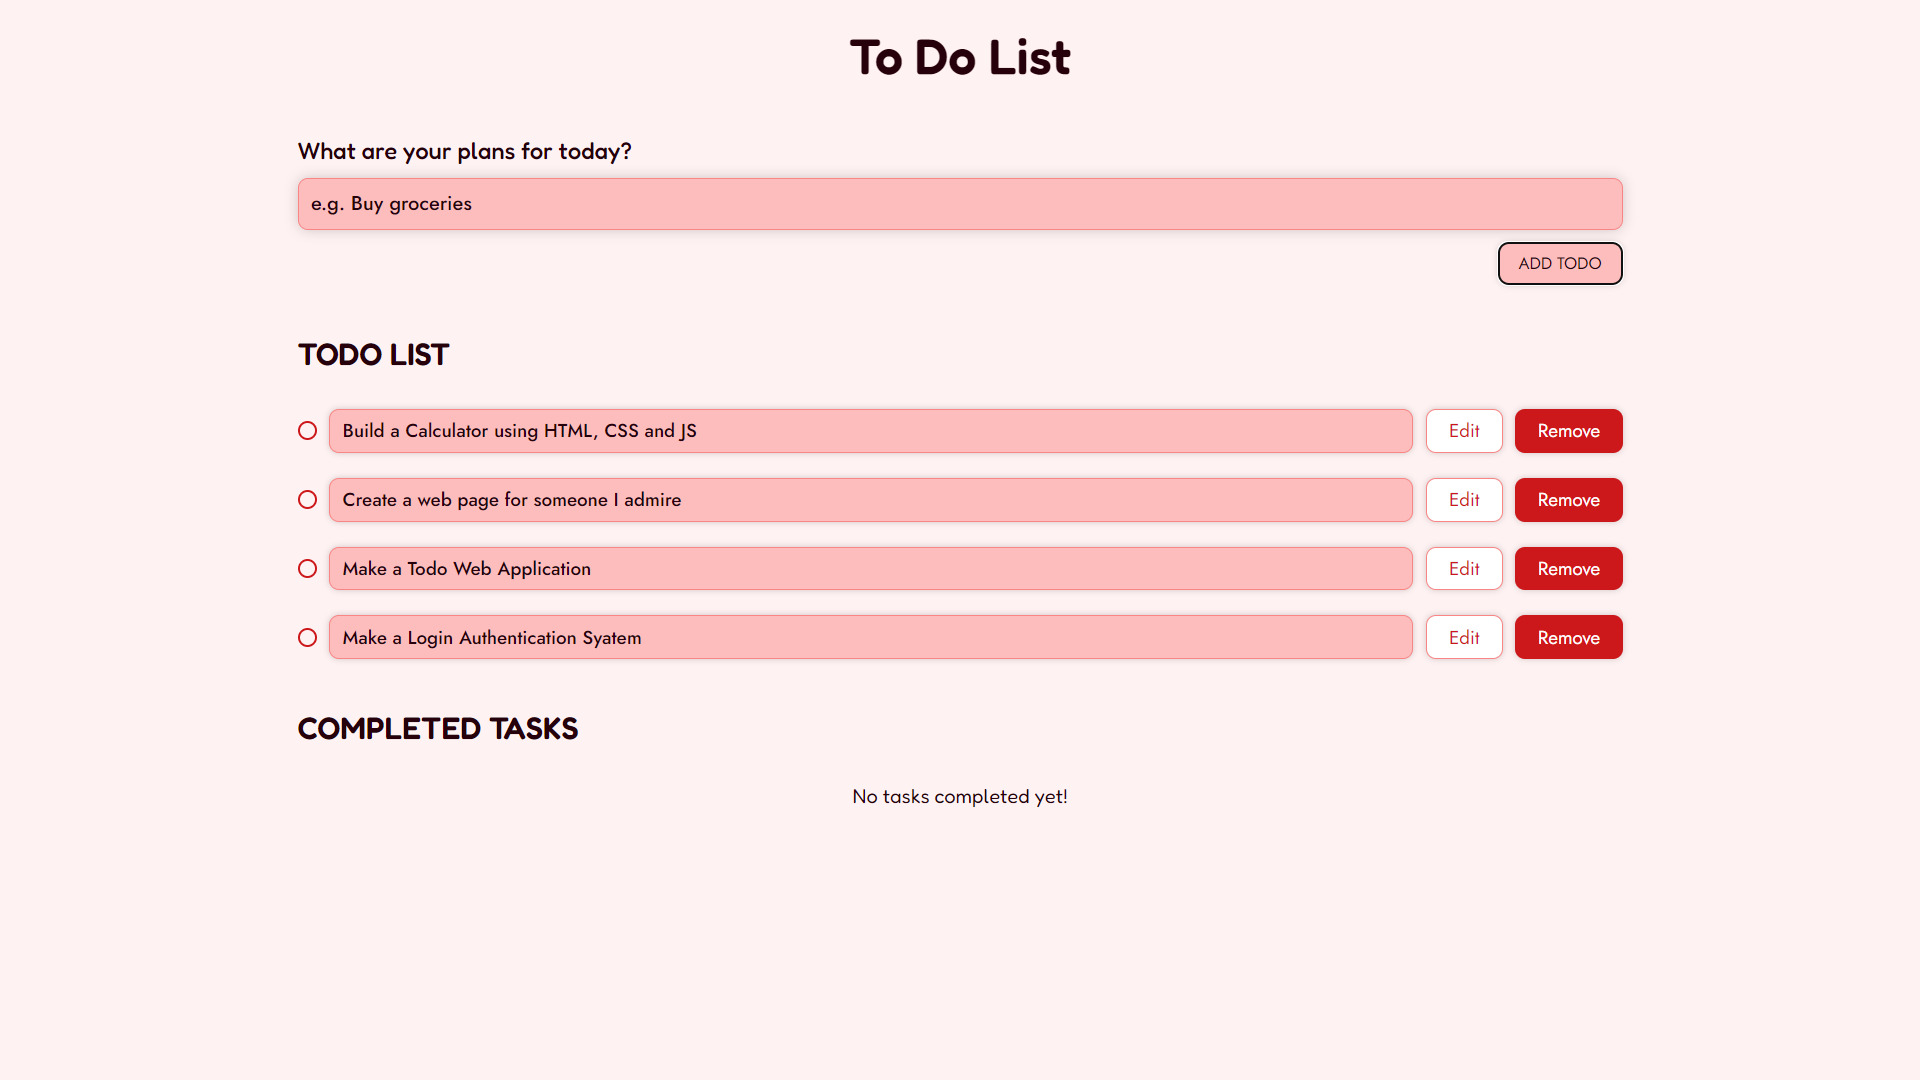 To Do List
What are your plans for today?
e.g. Buy groceries
ADD TODO
TODO LIST
Build a Calculator using HTML, CSS and JS Edit Remove
Create a web page for someone I admire Edit Remove
Make a Todo Web Application Edit Remove
Make a Login Authentication Syatem Edit Remove
COMPLETED TASKS
No tasks completed yet!